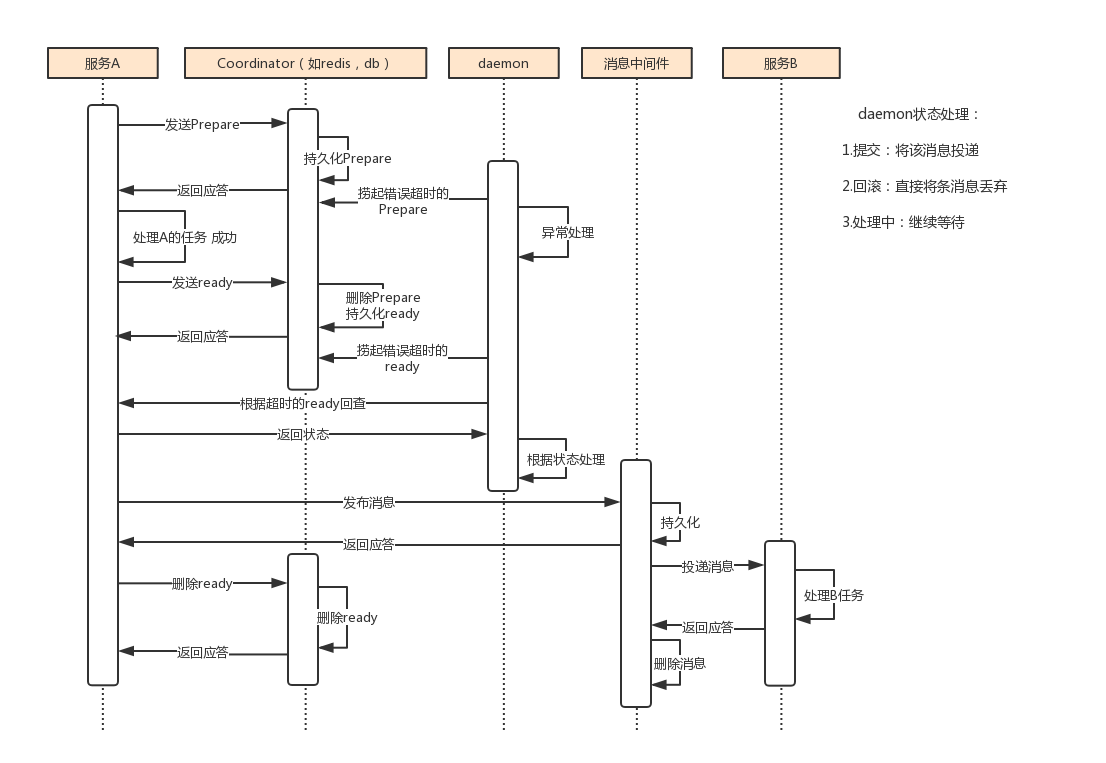 服务A
Coordinator（如redis，db）
daemon
消息中间件
服务B
daemon状态处理：
1.提交：将该消息投递
2.回滚：直接将条消息丢弃
3.处理中：继续等待
发送Prepare
持久化Prepare
返回应答
捞起错误超时的
Prepare
异常处理
处理A的任务 成功
发送ready
删除Prepare
持久化ready
返回应答
捞起错误超时的
ready
根据超时的ready回查
返回状态
根据状态处理
发布消息
持久化
返回应答
投递消息
删除ready
处理B任务
删除ready
返回应答
返回应答
删除消息